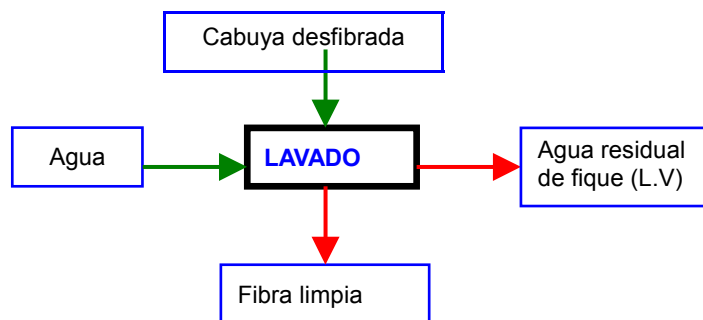 Cabuya desfibrada
Agua
LAVADO
Agua residual
de fique (L.V)
Fibra limpia